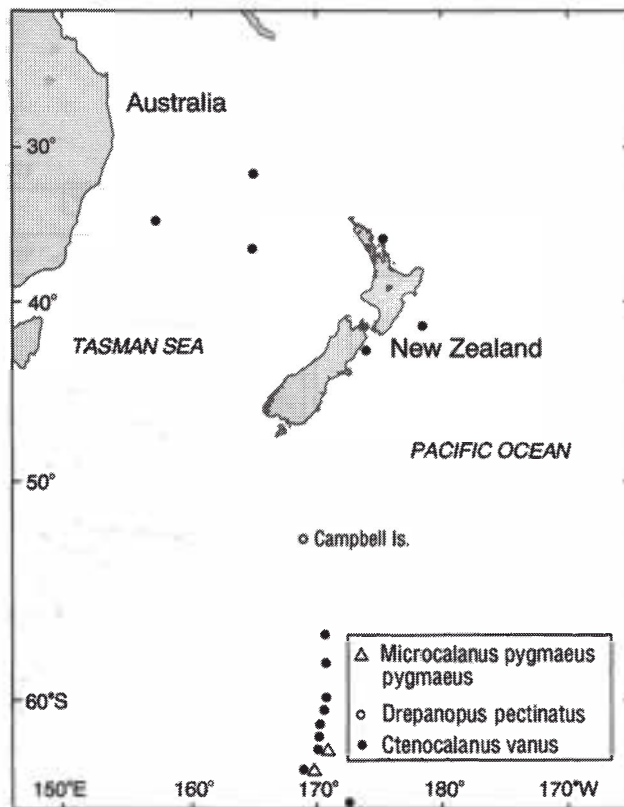 Australia
30°
40°
TASMAN SEA
New Zealand
PACIFIC OCEAN
50°
Campbell Is.
Microcalanus pygmaeus
pygmaeus
60°S
Drepanopus pectinatus
Ctenocalanus vanus
150°E
160°
170°
180°
170°W